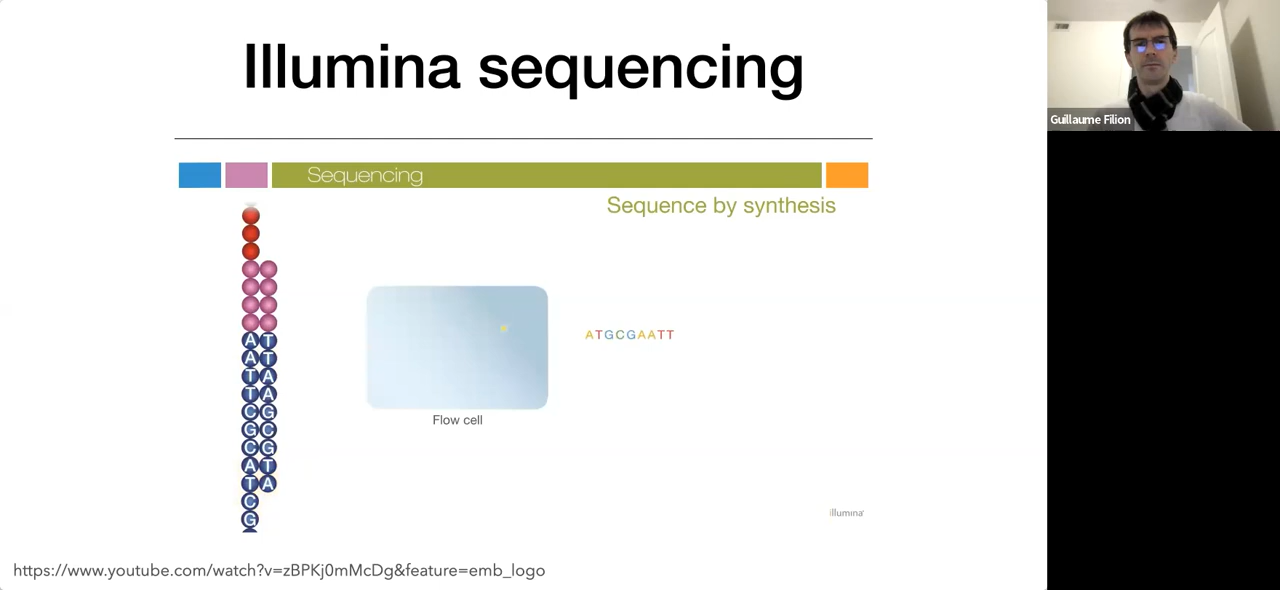 Illumina sequencing
Guillaume Filion
Sequencing
Sequence by synthesis
ATGCGAATT
A T
A T
T A
T A
C G
G C
C G
A T
T A
C
G
Flow cell
illumina
https://www.youtube.com/watch?v=zBPKj0mMcDg&feature=emb_logo